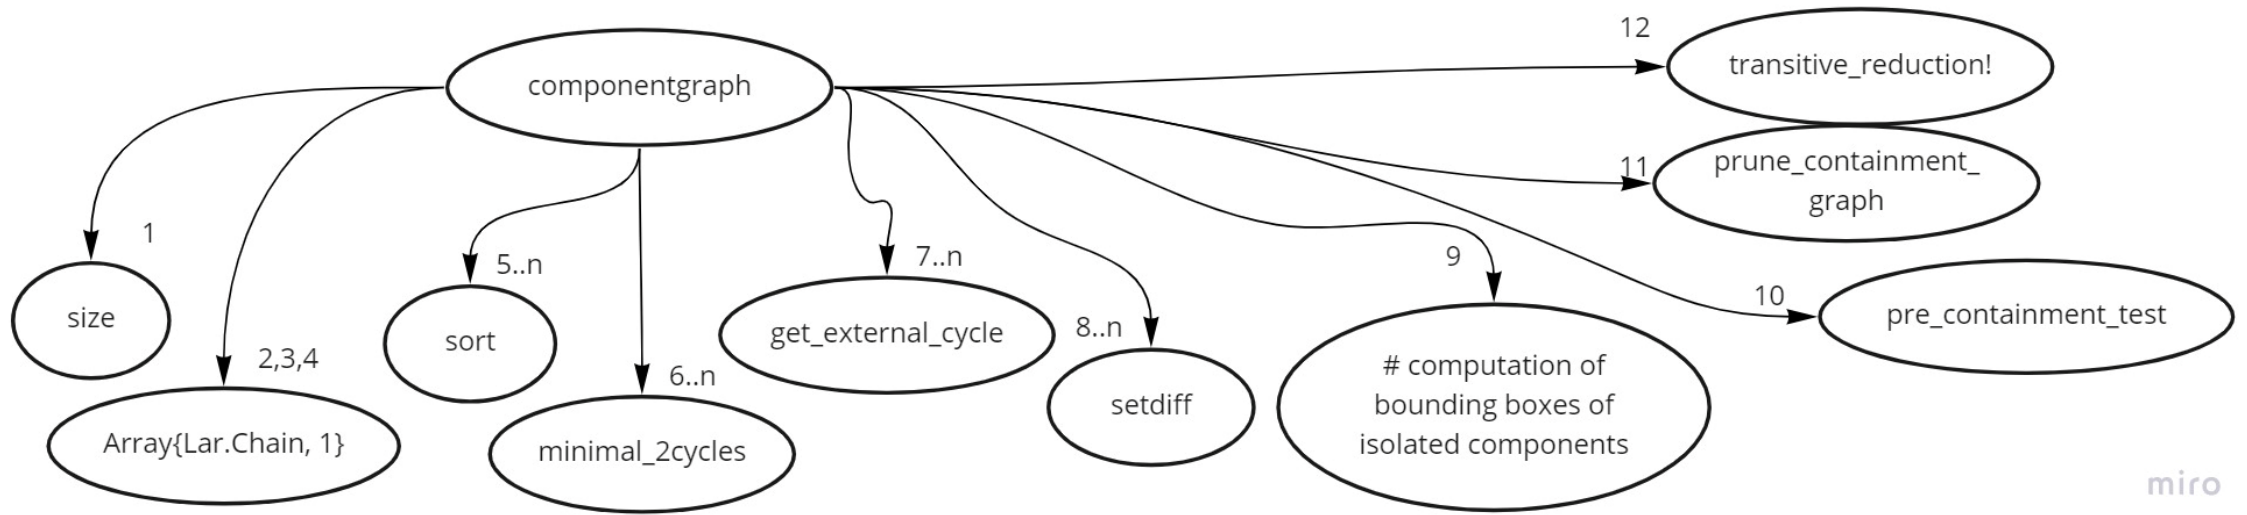 12
transitive_reduction!
componentgraph
11
prune_containment_
graph
1
5..n
7..n
9
10
pre_containment_test
size
2,3,4
sort
6..n
get_external_cycle
8..n
setdiff
# computation of
bounding boxes of
isolated components
Array{Lar.Chain, 1}
minimal_2cycles
miro